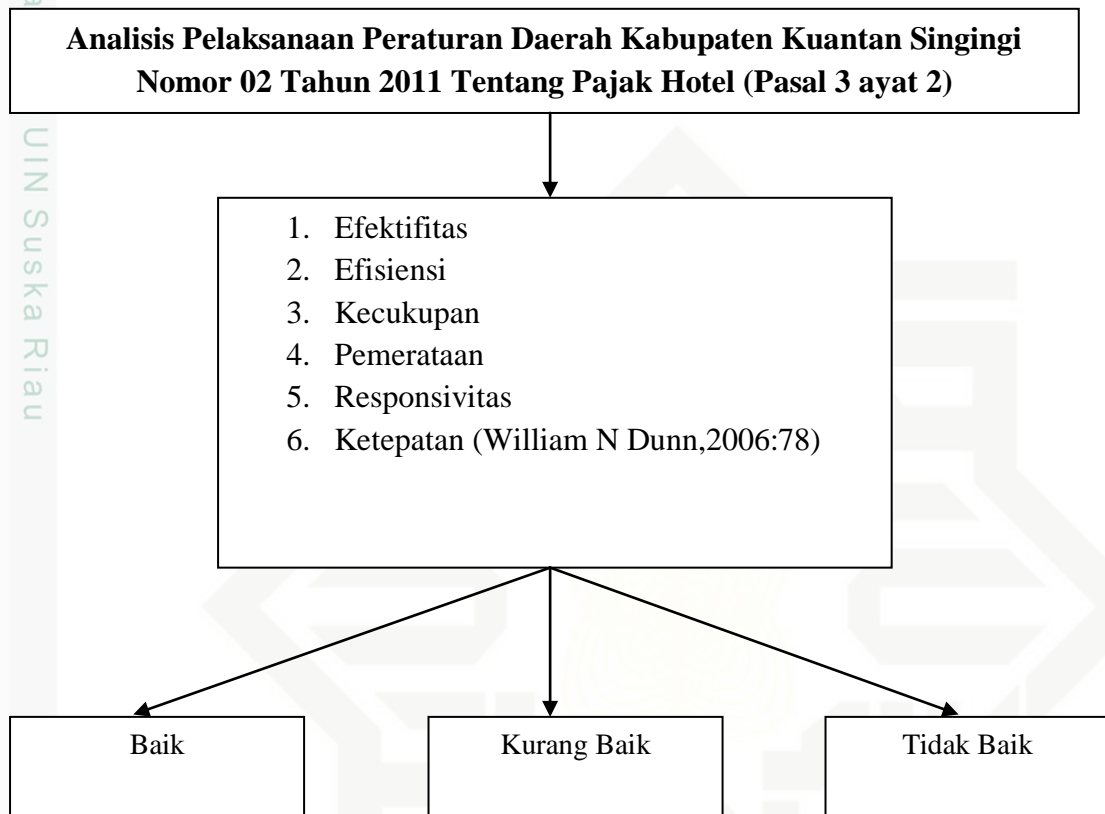 Analisis Pelaksanaan Peraturan Daerah Kabupaten Kuantan Singingi
Nomor 02 Tahun 2011 Tentang Pajak Hotel (Pasal 3 ayat 2)
UIN Suska Riau
1. Efektifitas
2. Efisiensi
3. Kecukupan
4. Pemerataan
5. Responsivitas
6. Ketepatan (William N Dunn,2006:78)
Baik
Kurang Baik
Tidak Baik